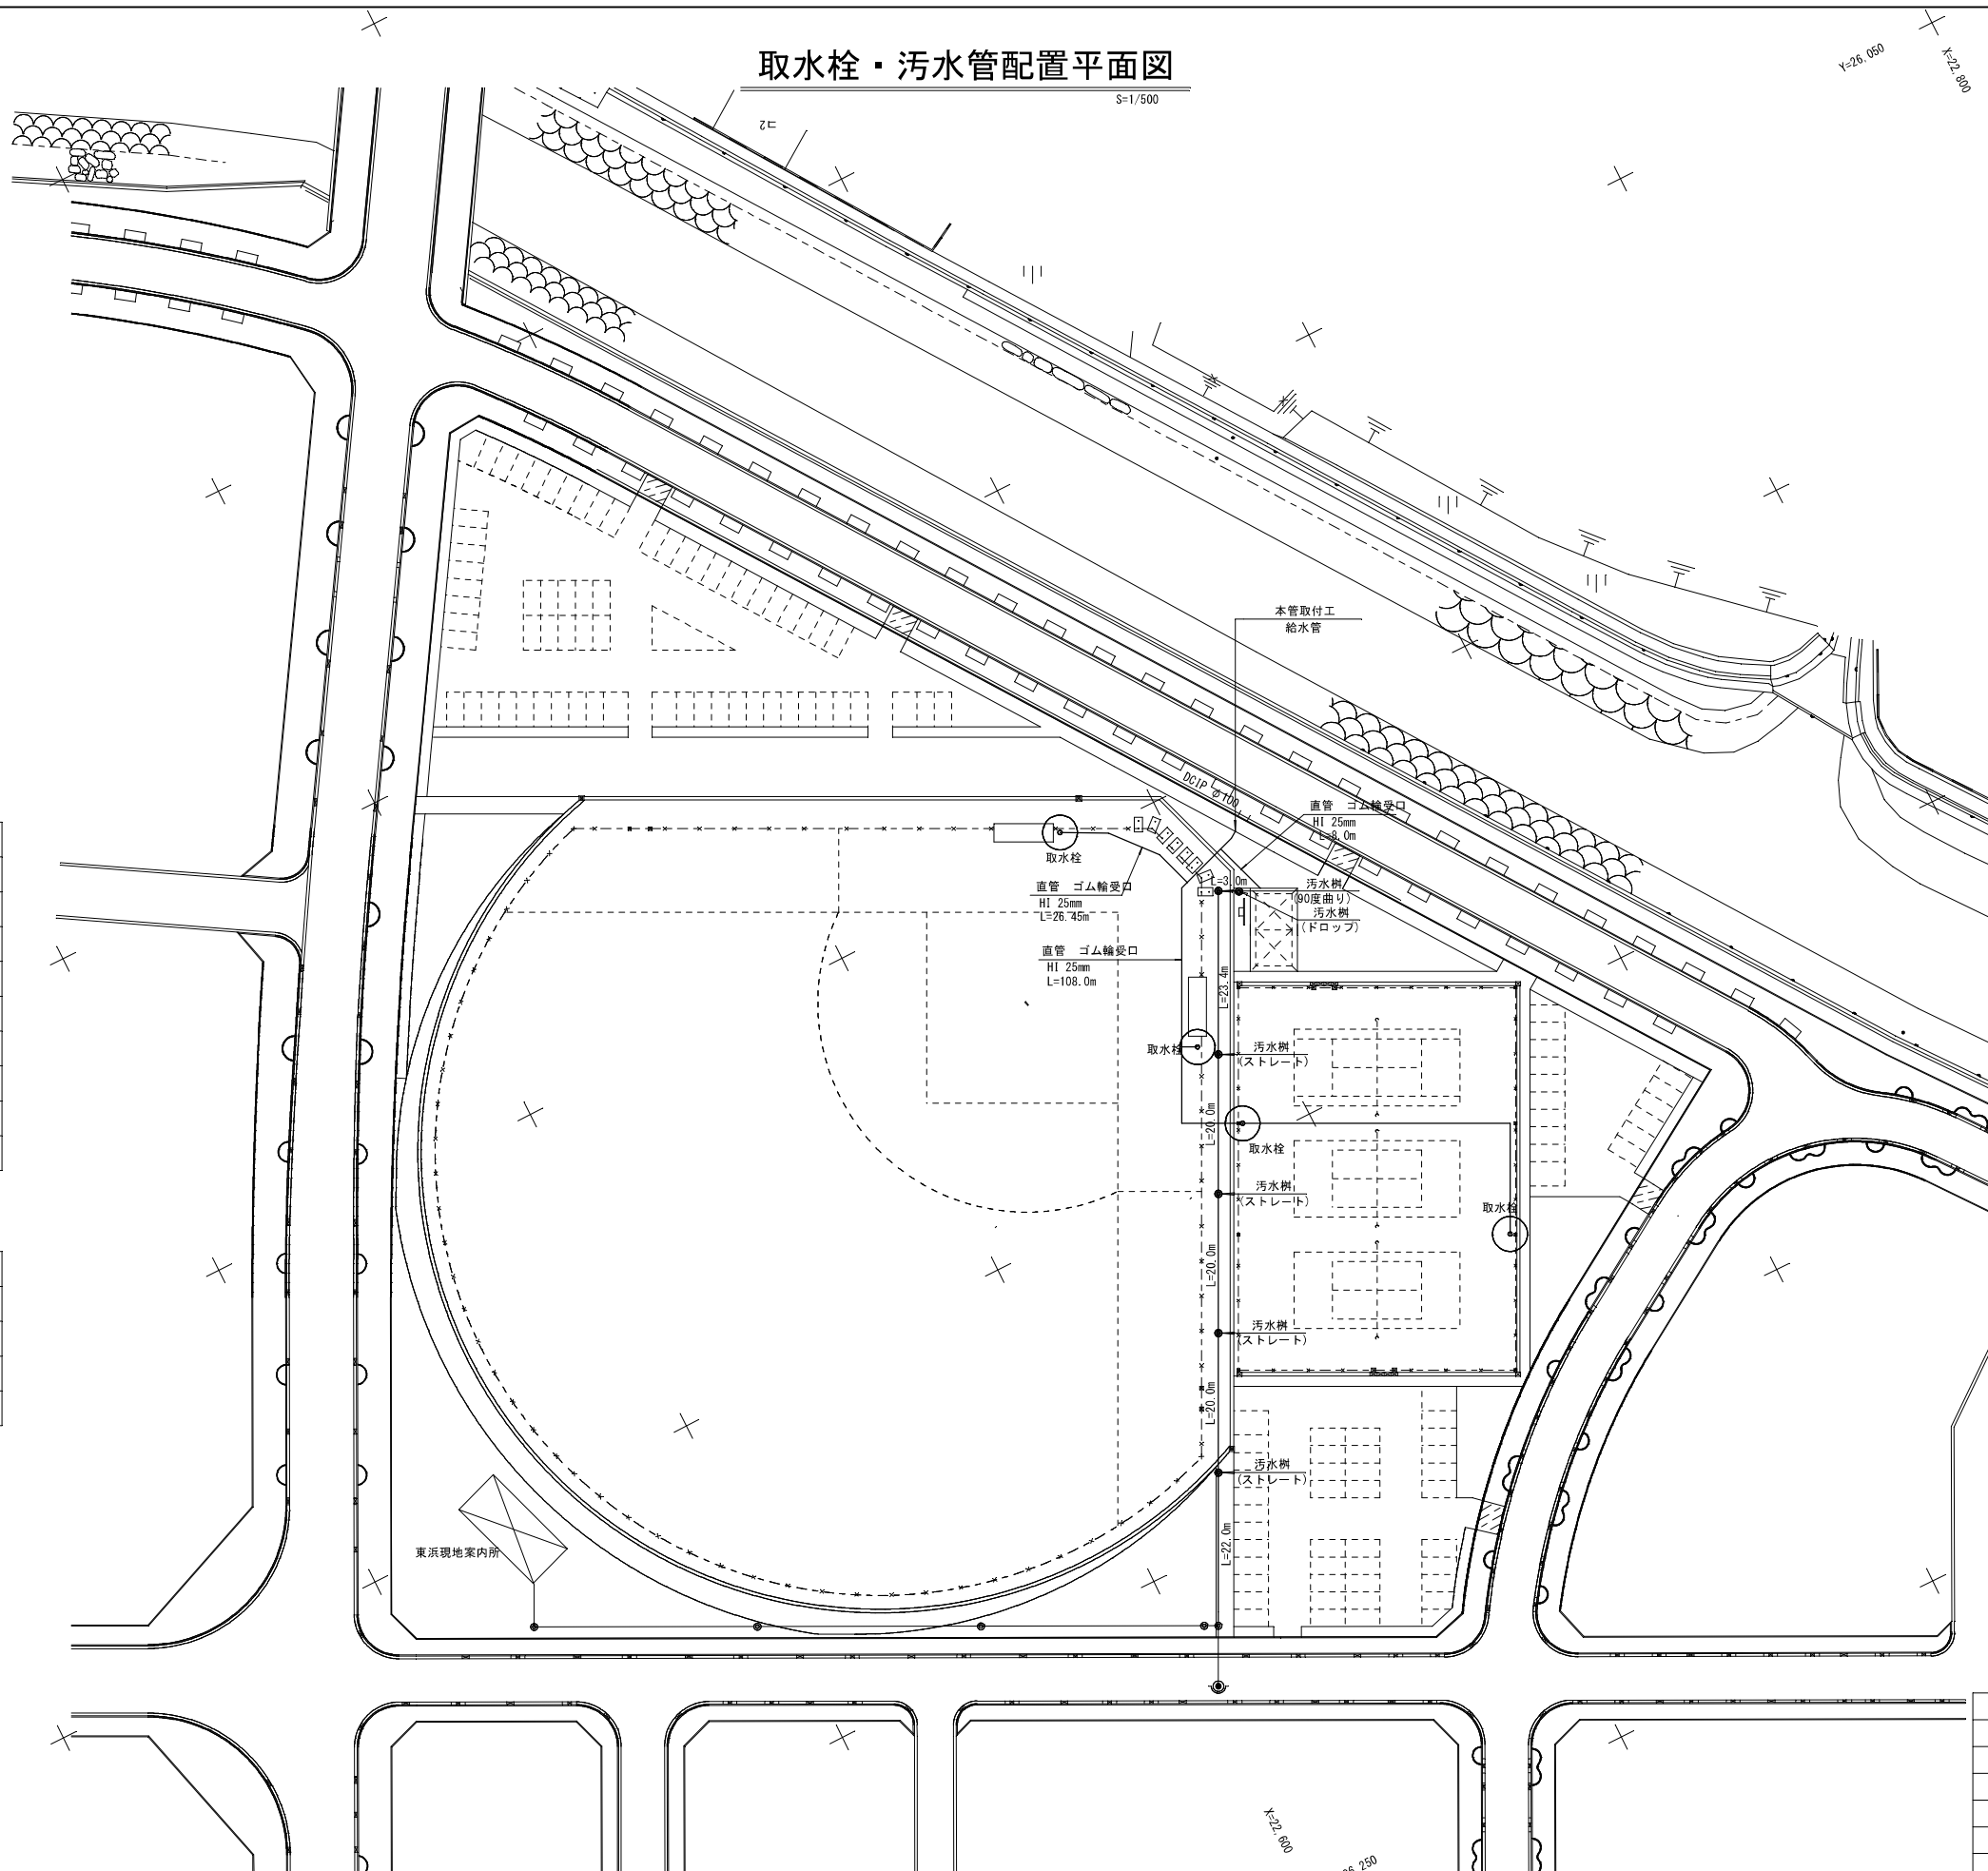 取水栓・汚水管配置平面図
S=1/500
Y=26.050
X=22.800
コ2
本管取付工
給水管
DCIP φ100
直管 ゴム輪受口
HI 25mm
L=8.0m
取水栓
直管 ゴム輪受口
HI 25mm
L=26.45m
L=3.0m
汚水桝
(90度曲り)
汚水桝
(ドロップ)
直管 ゴム輪受口
HI 25mm
L=108.0m
L=23.4m
取水栓
汚水桝
(ストレート)
L=20.0m
取水栓
汚水桝
(ストレート)
取水栓
L=20.0m
汚水桝
(ストレート)
L=20.0m
汚水桝
(ストレート)
L=22.0m
東浜現地案内所
X=22.600